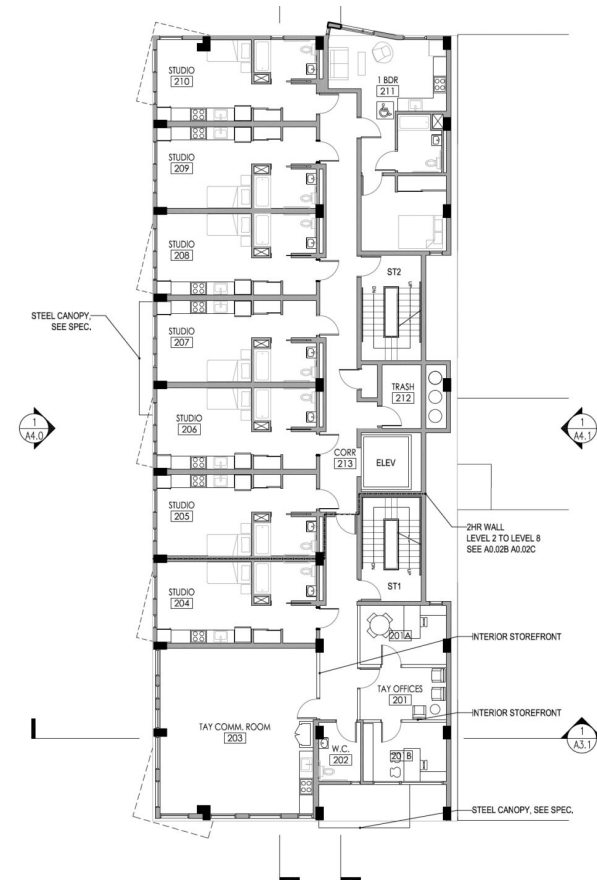 STUDIO
210
1 BDR
211
STUDIO
209
STUDIO
208
ST2
DN
UP
STEEL CANOPY,
SEE SPEC.
STUDIO
207
TRASH
212
STUDIO
206
1
A4.0
1
A4.1
CORR
213
ELEV
STUDIO
205
2HR WALL
LEVEL 2 TO LEVEL 8
SEE A0.02B A0.02C
STUDIO
204
ST1
201A
INTERIOR STOREFRONT
TAY OFFICES
201
INTERIOR STOREFRONT
TAY COMM. ROOM
203
W.C.
202
1
A3.1
STEEL CANOPY, SEE SPEC.